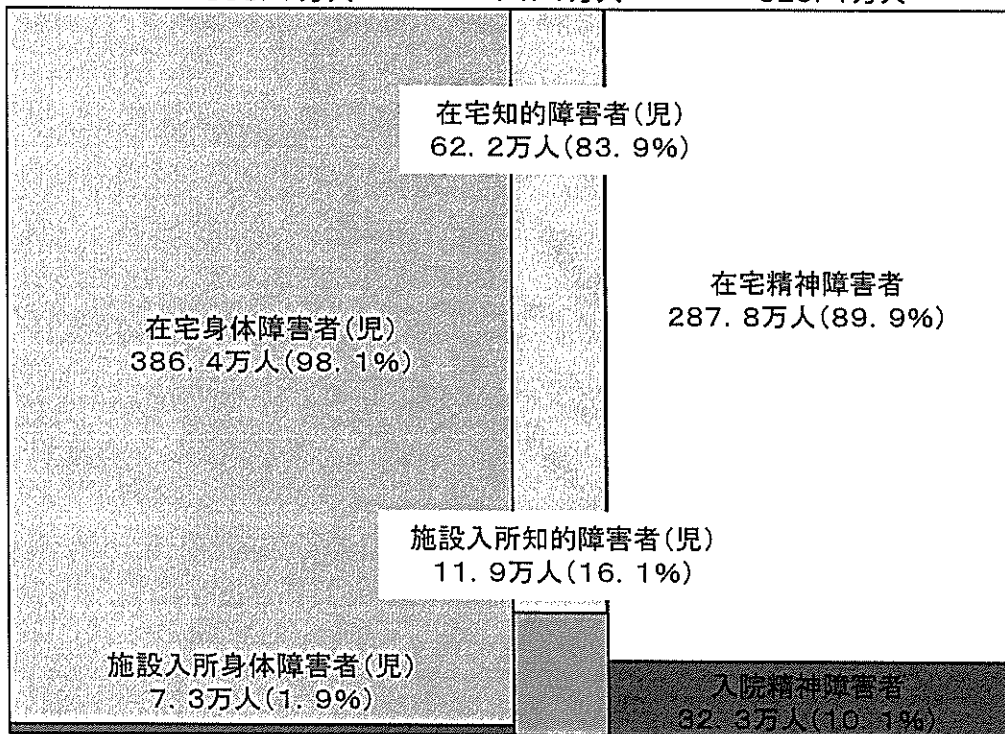 在宅知的障害者(児)
62.2万人(83.9%)
在宅精神障害者
287.8万人(89.9%)
在宅身体障害者(児)
386.4万人(98.1%)
施設入所知的障害者(児)
11.9万人(16.1%)
施設入所身体障害者(児)
7.3万人(1.9%)
入院精神障害者
32.3万人(10.1%)